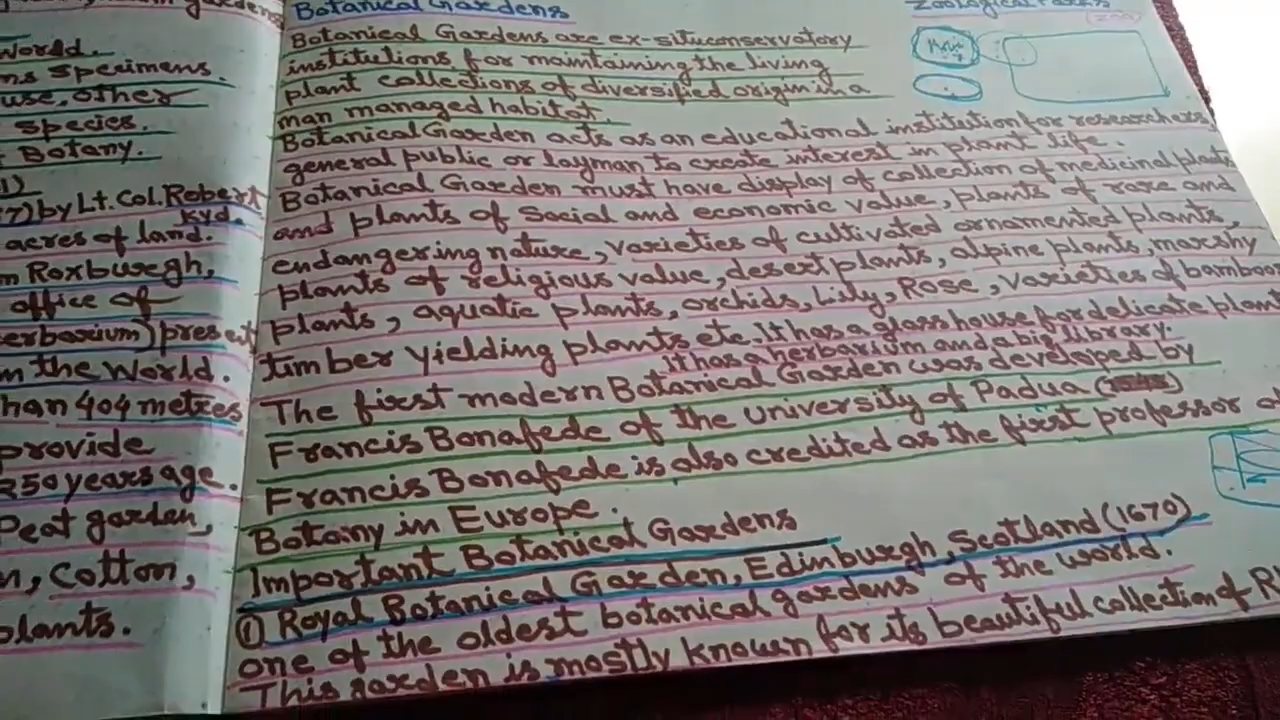 World.
ns specimens.
use, other
species.
Botany.
by Lt. Col. Robert
Kyd.
acres of land.
m Roxburgh,
office of
erbarium) preset
m the World.
han 404 metres
provide
250 years age.
Peat garden,
n, cotton,
plants.
Botanical Gardens
Botanical Gardens are ex-situ conservatory
institutions for maintaining the living
plant collections of diversified origin in a
man managed habitat.
Botanical Garden acts as an educational institution for researchers,
general public or layman to create interest in plant life.
Botanical Garden must have display of collection of medicinal plants
and plants of social and economic value, plants of rare and
endangering nature, varieties of cultivated ornamented plants,
plants of religious value, desert plants, alpine plants, marshy
plants, aquatic plants, orchids, Lily, Rose, varieties of bamboo
timber yielding plants etc. It has a glass house for delicate plant
It has a herbarium and a big library.
The first modern Botanical Garden was developed by
Francis Bonafede of the University of Padua
Francis Bonafede is also credited as the first professor of
Botany in Europe.
Important Botanical Gardens
① Royal Botanical Garden, Edinburgh, Scotland (1670)
one of the oldest botanical gardens of the world.
This garden is mostly known for its beautiful collection of R
Zoological Parks
(Zoo)